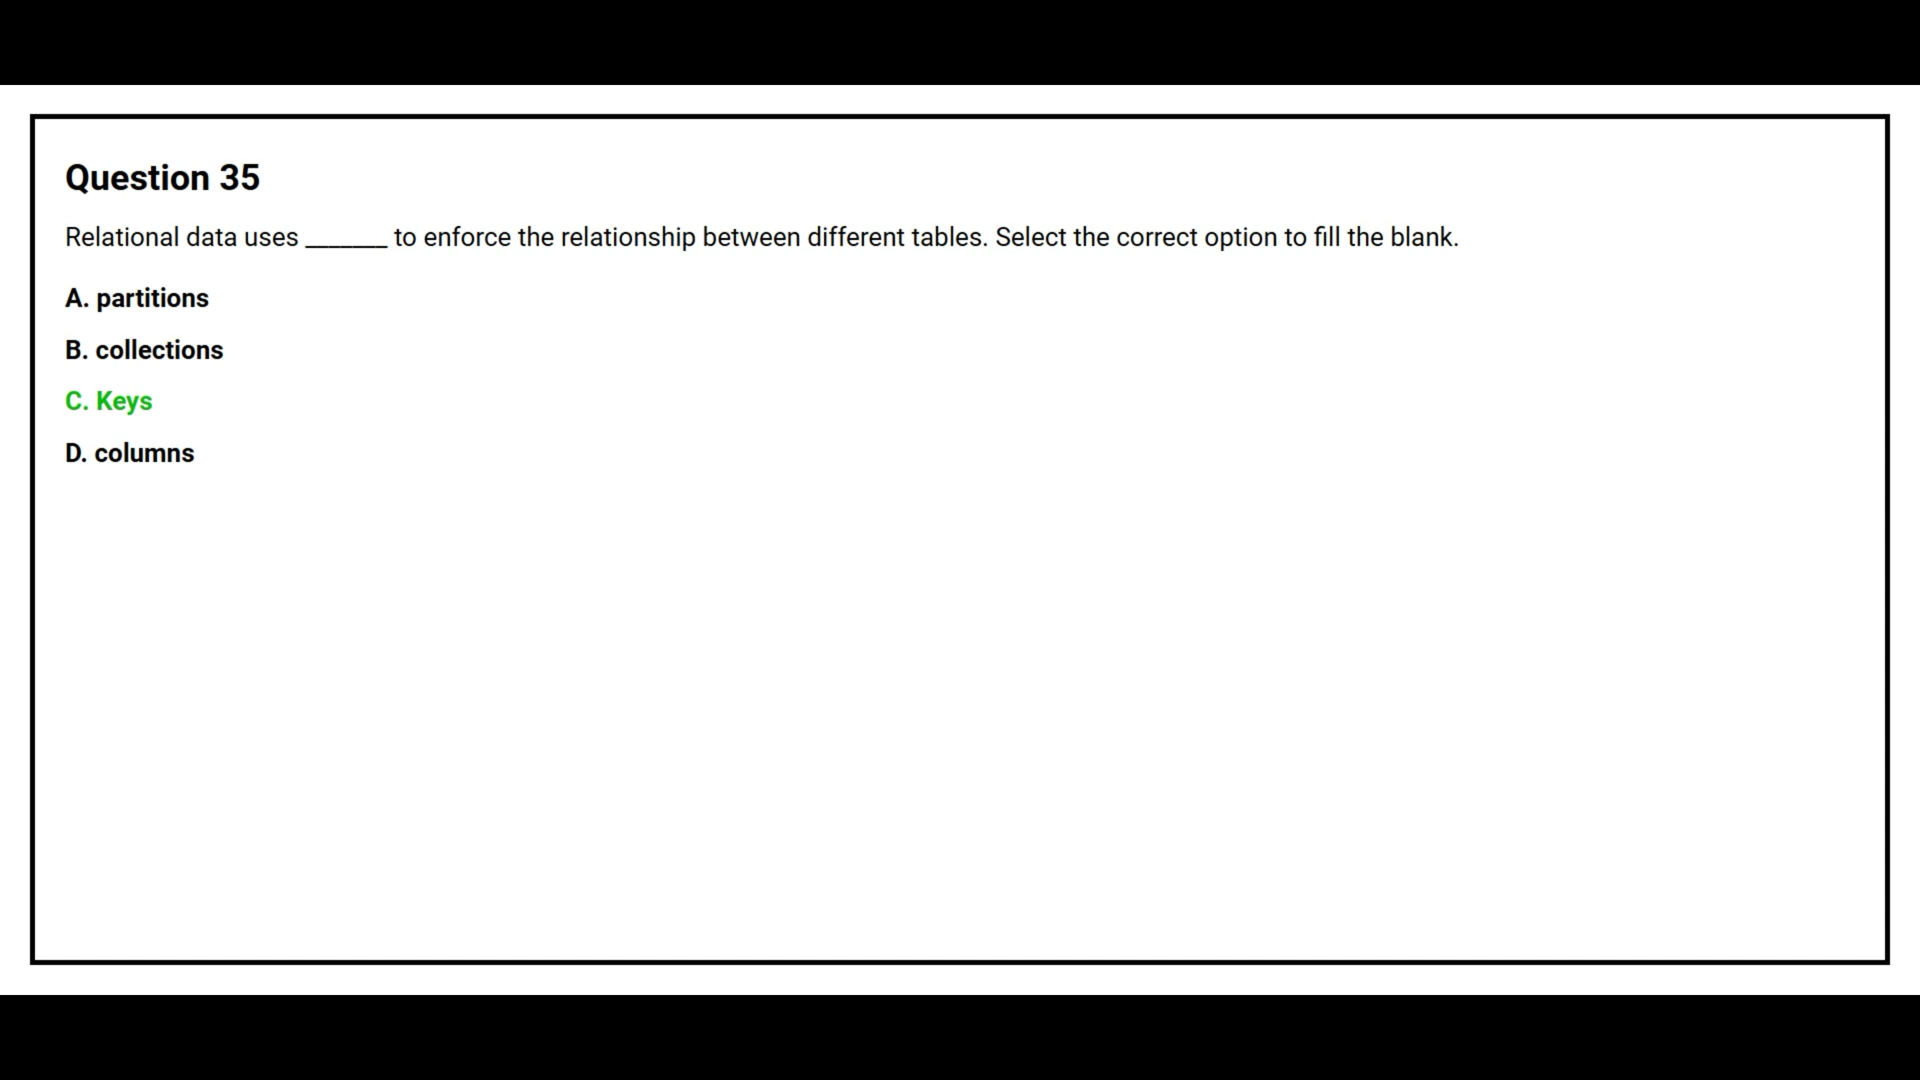 Question 35
Relational data uses _______ to enforce the relationship between different tables. Select the correct option to fill the blank.
A. partitions
B. collections
C. Keys
D. columns